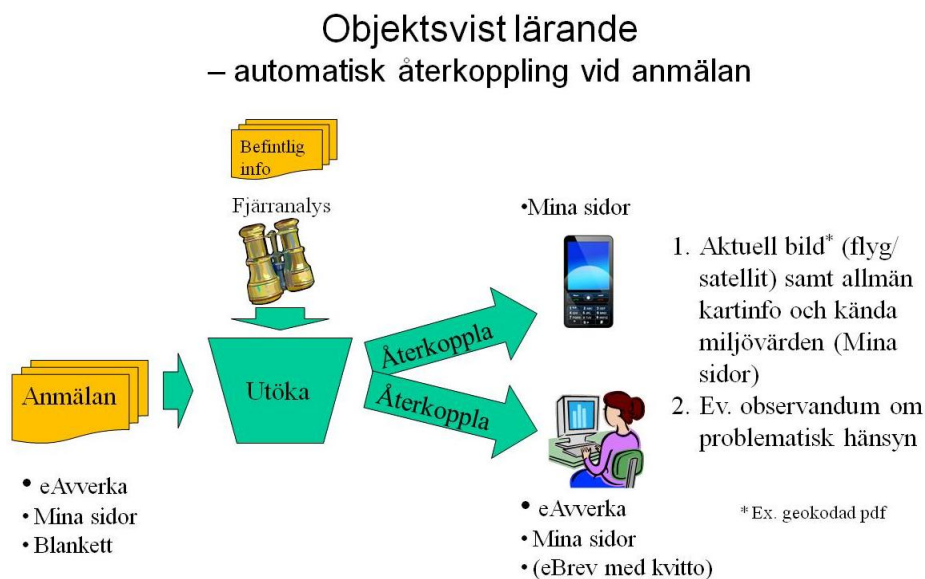 Objektsvist lärande
– automatisk återkoppling vid anmälan
Befintlig
info
Fjärranalys
•Mina sidor
Återkoppla
Återkoppla
Anmälan
Utöka
1. Aktuell bild* (flyg/
satellit) samt allmän
kartinfo och kända
miljövärden (Mina
sidor)
2. Ev. observandum om
problematisk hänsyn
• eAvverka
• Mina sidor
• Blankett
• eAvverka
• Mina sidor
• (eBrev med kvitto)
* Ex. geokodad pdf